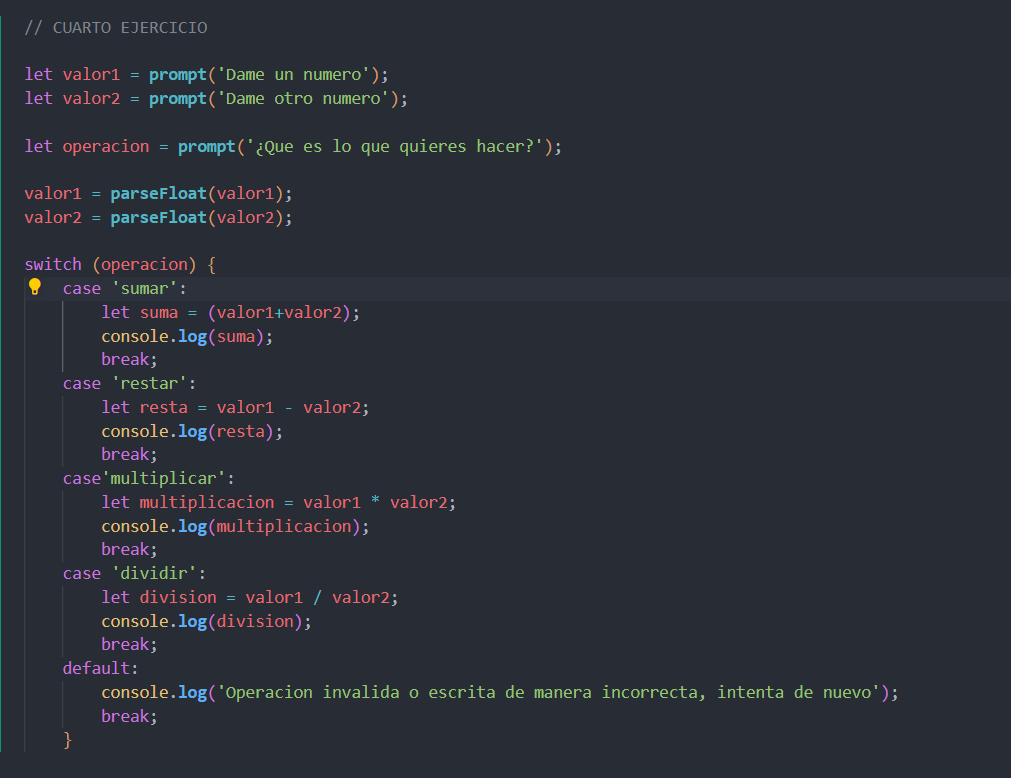 // CUARTO EJERCICIO
let valor1 = prompt('Dame un numero');
let valor2 = prompt('Dame otro numero');
let operacion = prompt('¿Que es lo que quieres hacer?');
valor1 = parseFloat(valor1);
valor2 = parseFloat(valor2);
switch (operacion) {
case 'sumar':
let suma = (valor1+valor2);
console.log(suma);
break;
case 'restar':
let resta = valor1 - valor2;
console.log(resta);
break;
case'multiplicar':
let multiplicacion = valor1 * valor2;
console.log(multiplicacion);
break;
case 'dividir':
let division = valor1 / valor2;
console.log(division);
break;
default:
console.log('Operacion invalida o escrita de manera incorrecta, intenta de nuevo');
break;
}